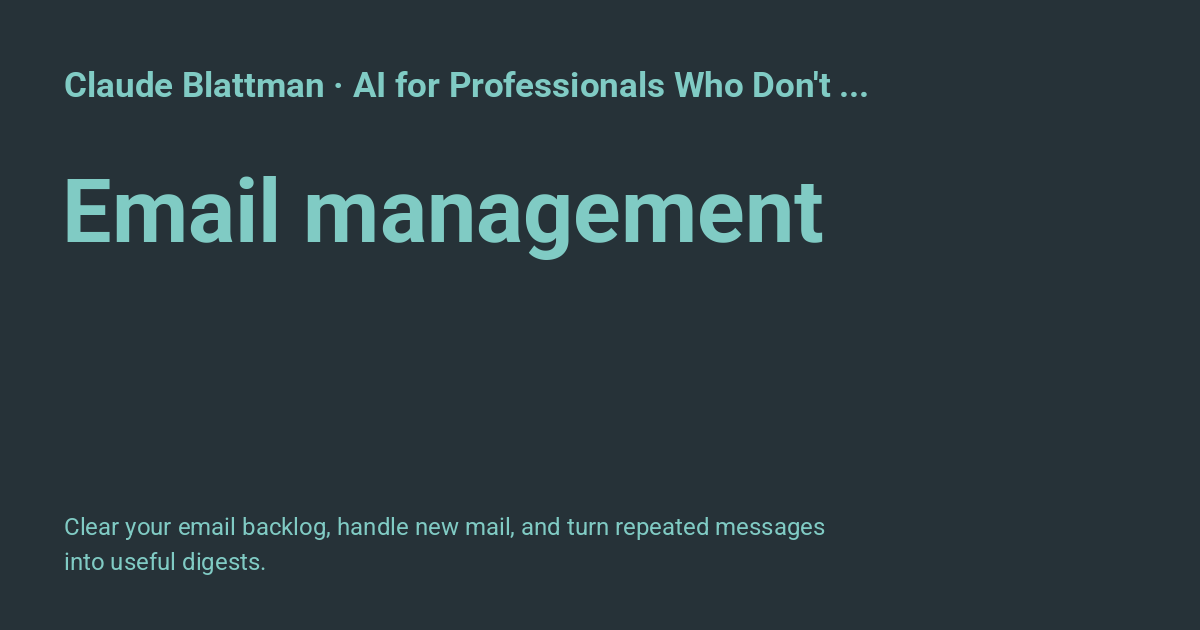 Claude Blattman · AI for Professionals Who Don't ...
Email management
Clear your email backlog, handle new mail, and turn repeated messages
into useful digests.